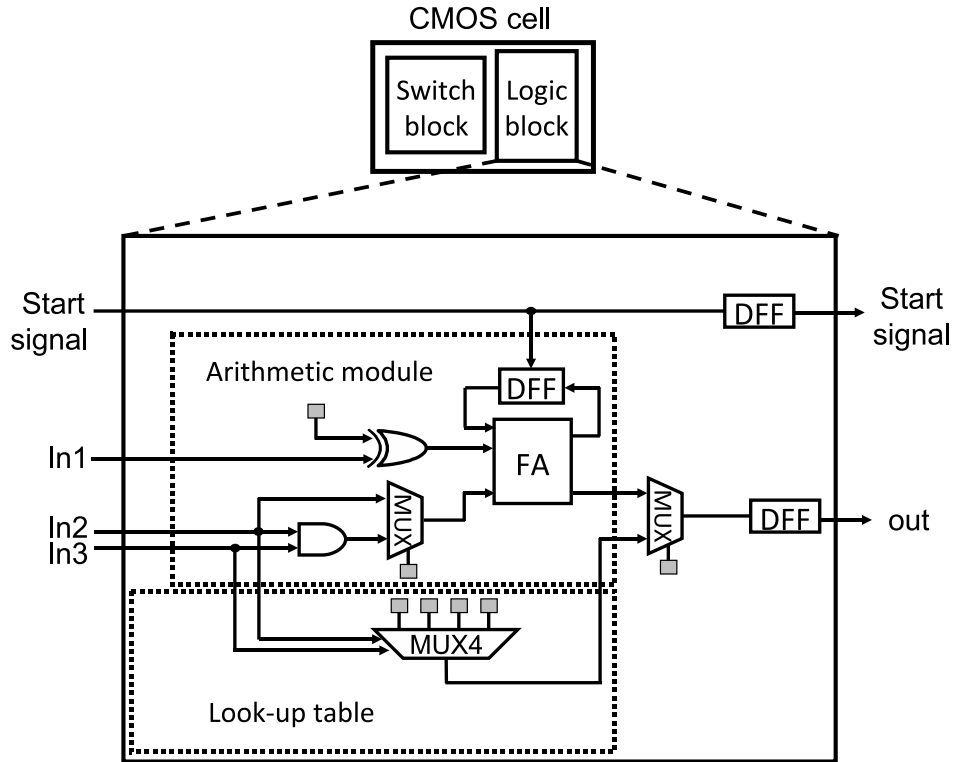 CMOS cell
Switch
block
Logic
block
Start
signal
DFF
Start
signal
Arithmetic module
DFF
In1
FA
In2
In3
MUX
MUX
DFF
out
MUX4
Look-up table